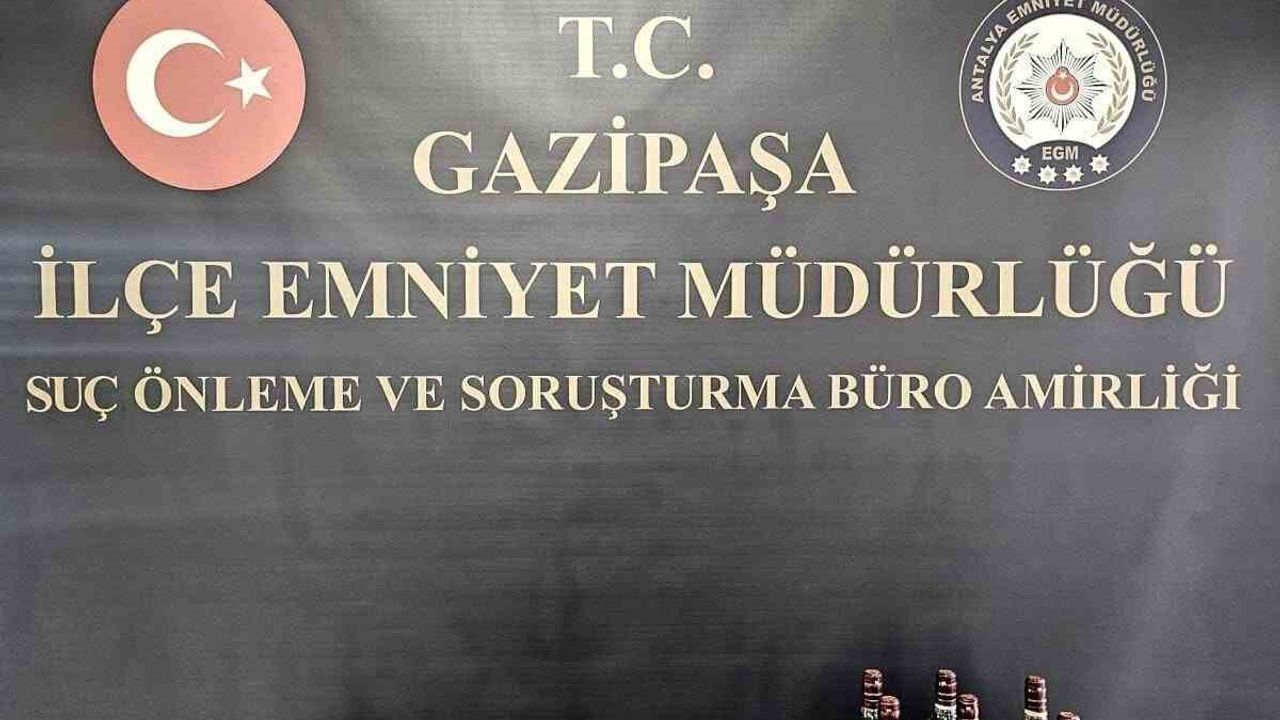 T.C.
ANTALYA EMNİYET MÜDÜRLÜĞÜ
EGM
GAZİPAŞA
İLÇE EMNİYET MÜDÜRLÜĞÜ
SUÇ ÖNLEME VE SORUŞTURMA BÜRO AMİRLİĞİ